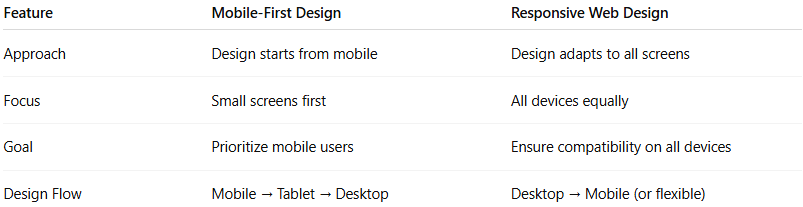 Feature Mobile-First Design Responsive Web Design
Approach Design starts from mobile Design adapts to all screens
Focus Small screens first All devices equally
Goal Prioritize mobile users Ensure compatibility on all devices
Design Flow Mobile → Tablet → Desktop Desktop → Mobile (or flexible)